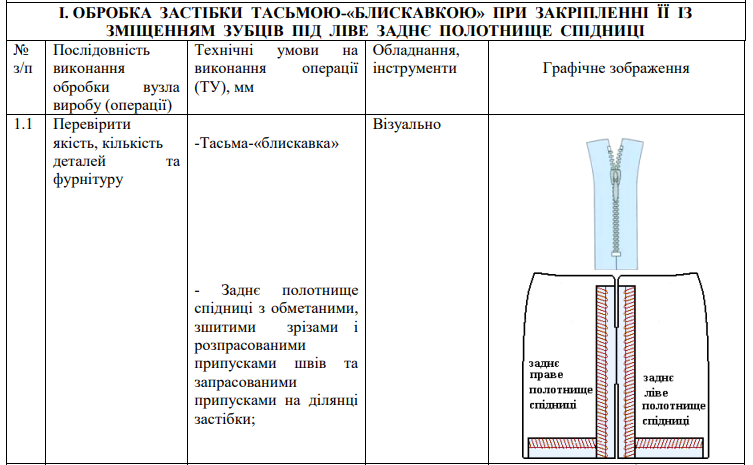 І. ОБРОБКА ЗАСТІБКИ ТАСЬМОЮ-«БЛИСКАВКОЮ» ПРИ ЗАКРІПЛЕННІ ЇЇ ІЗ
ЗМІЩЕННЯМ ЗУБЦІВ ПІД ЛІВЕ ЗАДНЄ ПОЛОТНИЩЕ СПІДНИЦІ
№
з/п
Послідовність
виконання
обробки вузла
виробу (операції)
Технічні умови на
виконання операції
(ТУ), мм
Обладнання,
інструменти
Графічне зображення
1.1
Перевірити
якість, кількість
деталей та
фурнітуру
-Тасьма-«блискавка»
- Заднє полотнище
спідниці з обметаними,
зшитими зрізами і
розпрасованими
припусками швів та
запрасованими
припусками на ділянці
застібки;
Візуально
заднє
праве
полотнище
спідниці
заднє
ліве
полотнище
спідниці